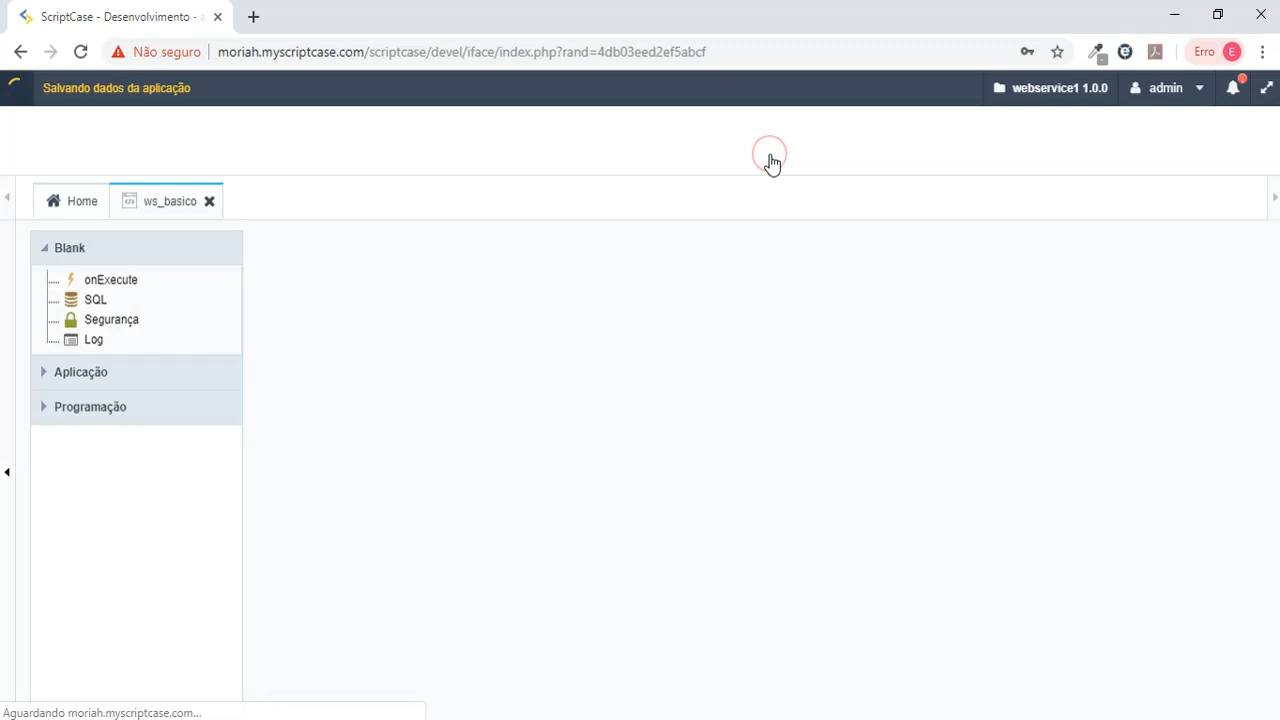 ScriptCase - Desenvolvimento - a
Não seguro
moriah.myscriptcase.com/scriptcase/devel/iface/index.php?rand=4db03eed2ef5abcf
Erro
E
Salvando dados da aplicação
webservice1 1.0.0
admin
Home
ws_basico
Blank
onExecute
SQL
Segurança
Log
Aplicação
Programação
Aguardando moriah.myscriptcase.com...